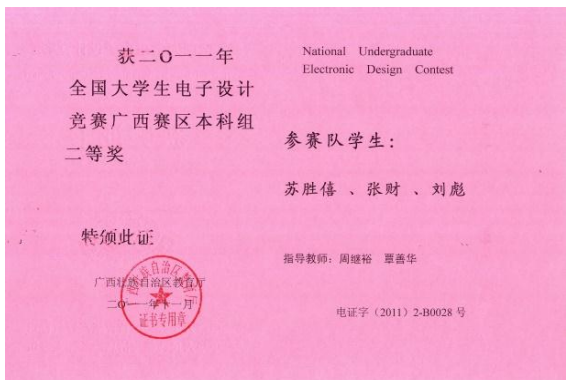 获二O一一年
全国大学生电子设计
竞赛广西赛区本科组
二等奖
特颁此证
广西壮族自治区教育厅
二O一一年十一月
证书专用章
National Undergraduate
Electronic Design Contest
参赛队学生：
苏胜僖 、张财 、刘彪
指导教师：周继裕 覃善华
电证字（2011）2-B0028 号